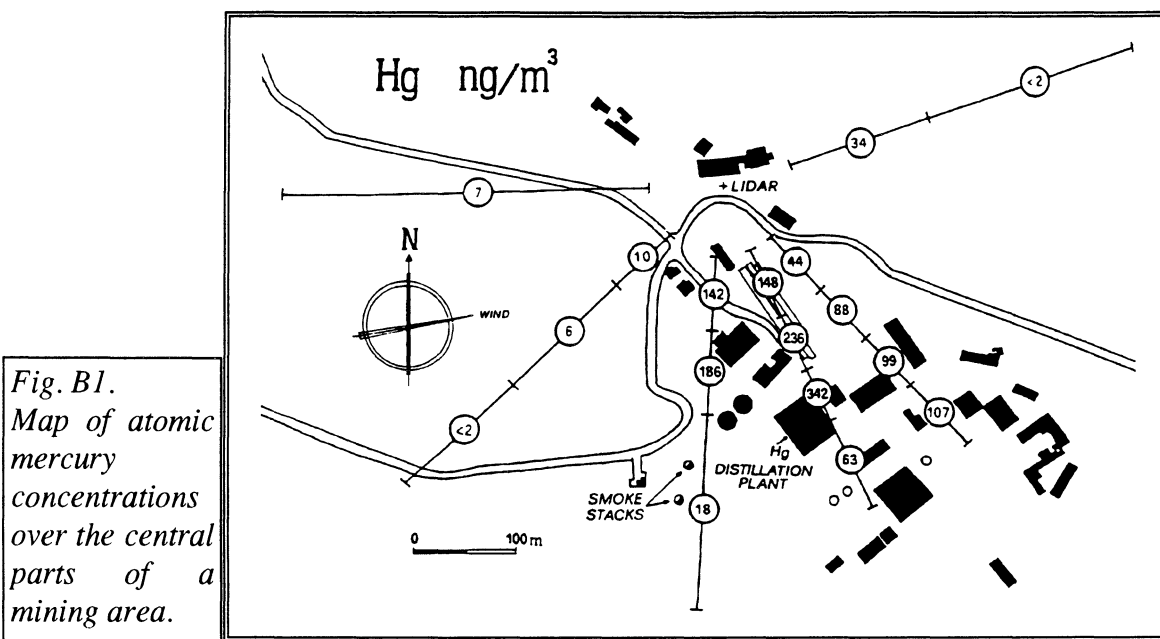 Hg ng/m³
<2
34
+ LIDAR
7
N
WIND
10
6
<2
142
148
44
236
88
186
342
99
107
63
18
Hg
DISTILLATION
PLANT
SMOKE
STACKS
0 100 m
Fig. B1.
Map of atomic
mercury
concentrations
over the central
parts of a
mining area.